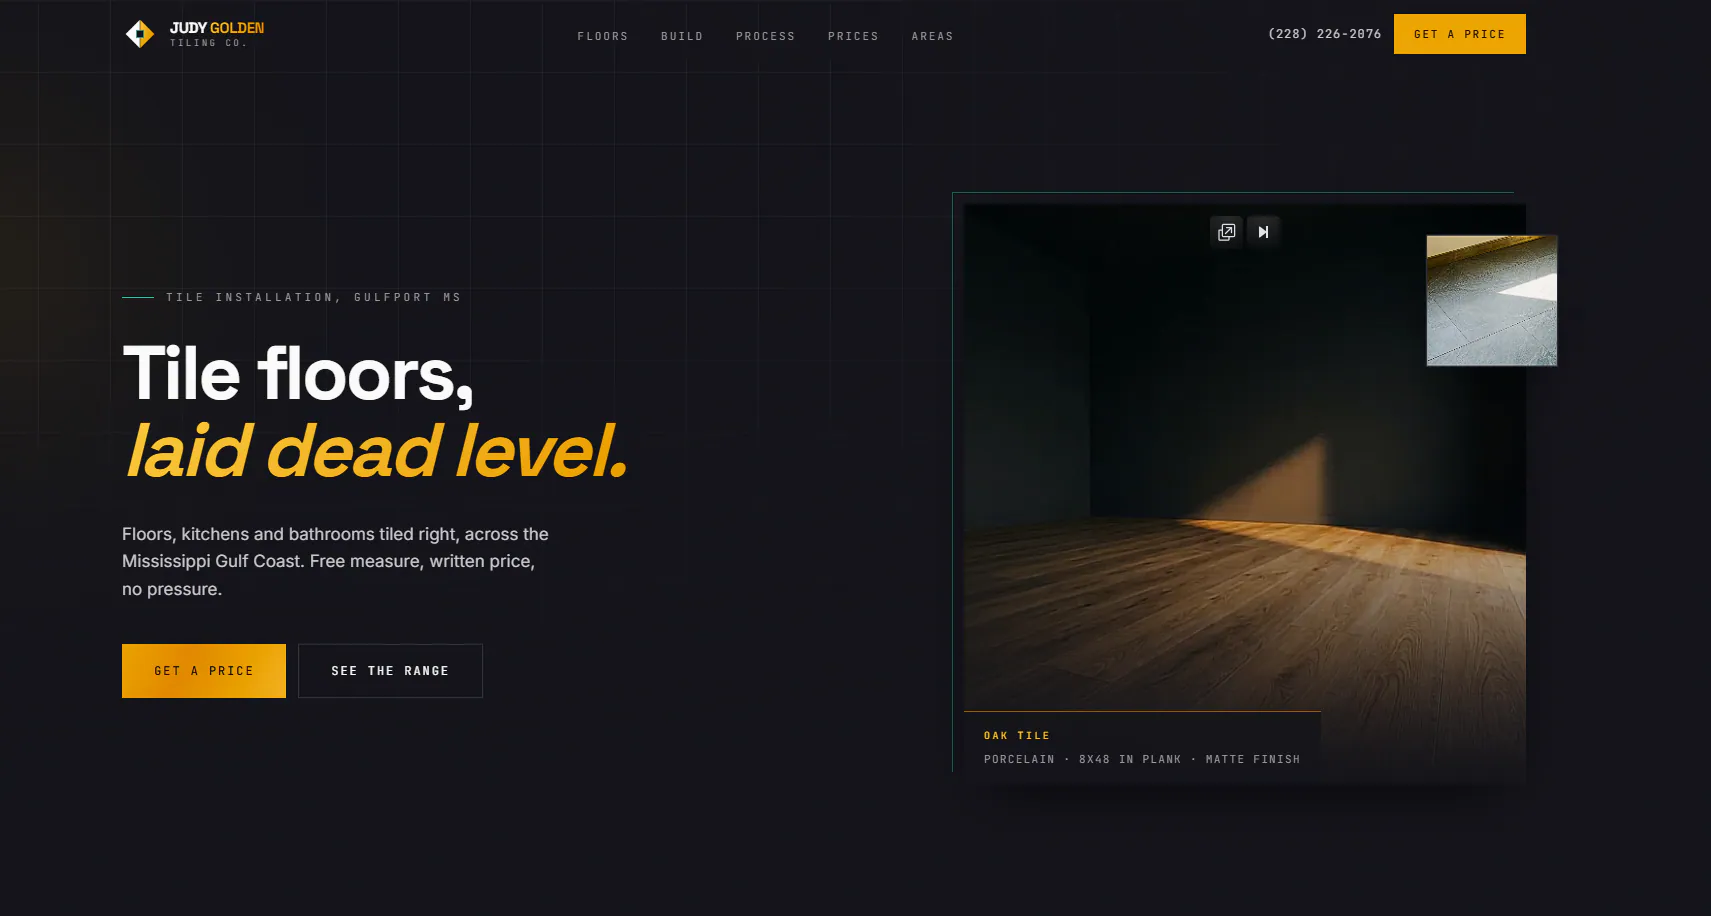 JUDY GOLDEN
TILING CO.
FLOORS
BUILD
PROCESS
PRICES
AREAS
(228) 226-2076
GET A PRICE
TILE INSTALLATION, GULFPORT MS
Tile floors,
laid dead level.
Floors, kitchens and bathrooms tiled right, across the
Mississippi Gulf Coast. Free measure, written price,
no pressure.
GET A PRICE
SEE THE RANGE
OAK TILE
PORCELAIN · 8X48 IN PLANK · MATTE FINISH